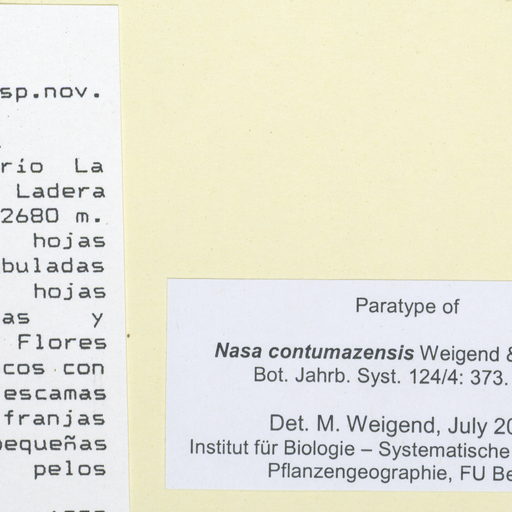 sp.nov.
río La
Ladera
2680 m.
hojas
buladas
hojas
as y
Flores
cos con
escamas
franjas
pequeñas
pelos
Paratype of
Nasa contumazensis Weigend &
Bot. Jahrb. Syst. 124/4: 373.
Det. M. Weigend, July 20
Institut für Biologie – Systematische
Pflanzengeographie, FU Be